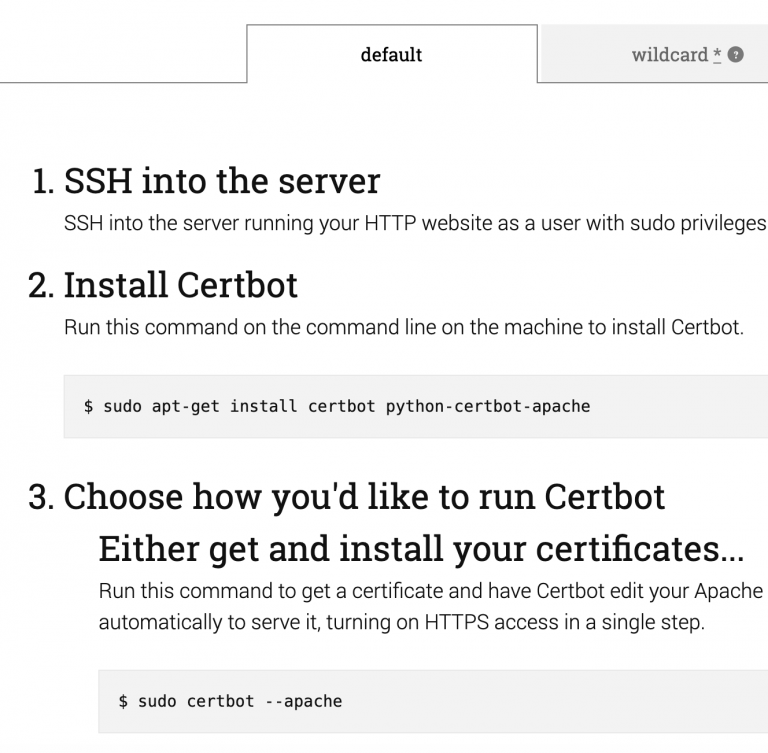 default
wildcard * ?
1. SSH into the server
SSH into the server running your HTTP website as a user with sudo privileges
2. Install Certbot
Run this command on the command line on the machine to install Certbot.
$ sudo apt-get install certbot python-certbot-apache
3. Choose how you'd like to run Certbot
Either get and install your certificates...
Run this command to get a certificate and have Certbot edit your Apache
automatically to serve it, turning on HTTPS access in a single step.
$ sudo certbot --apache